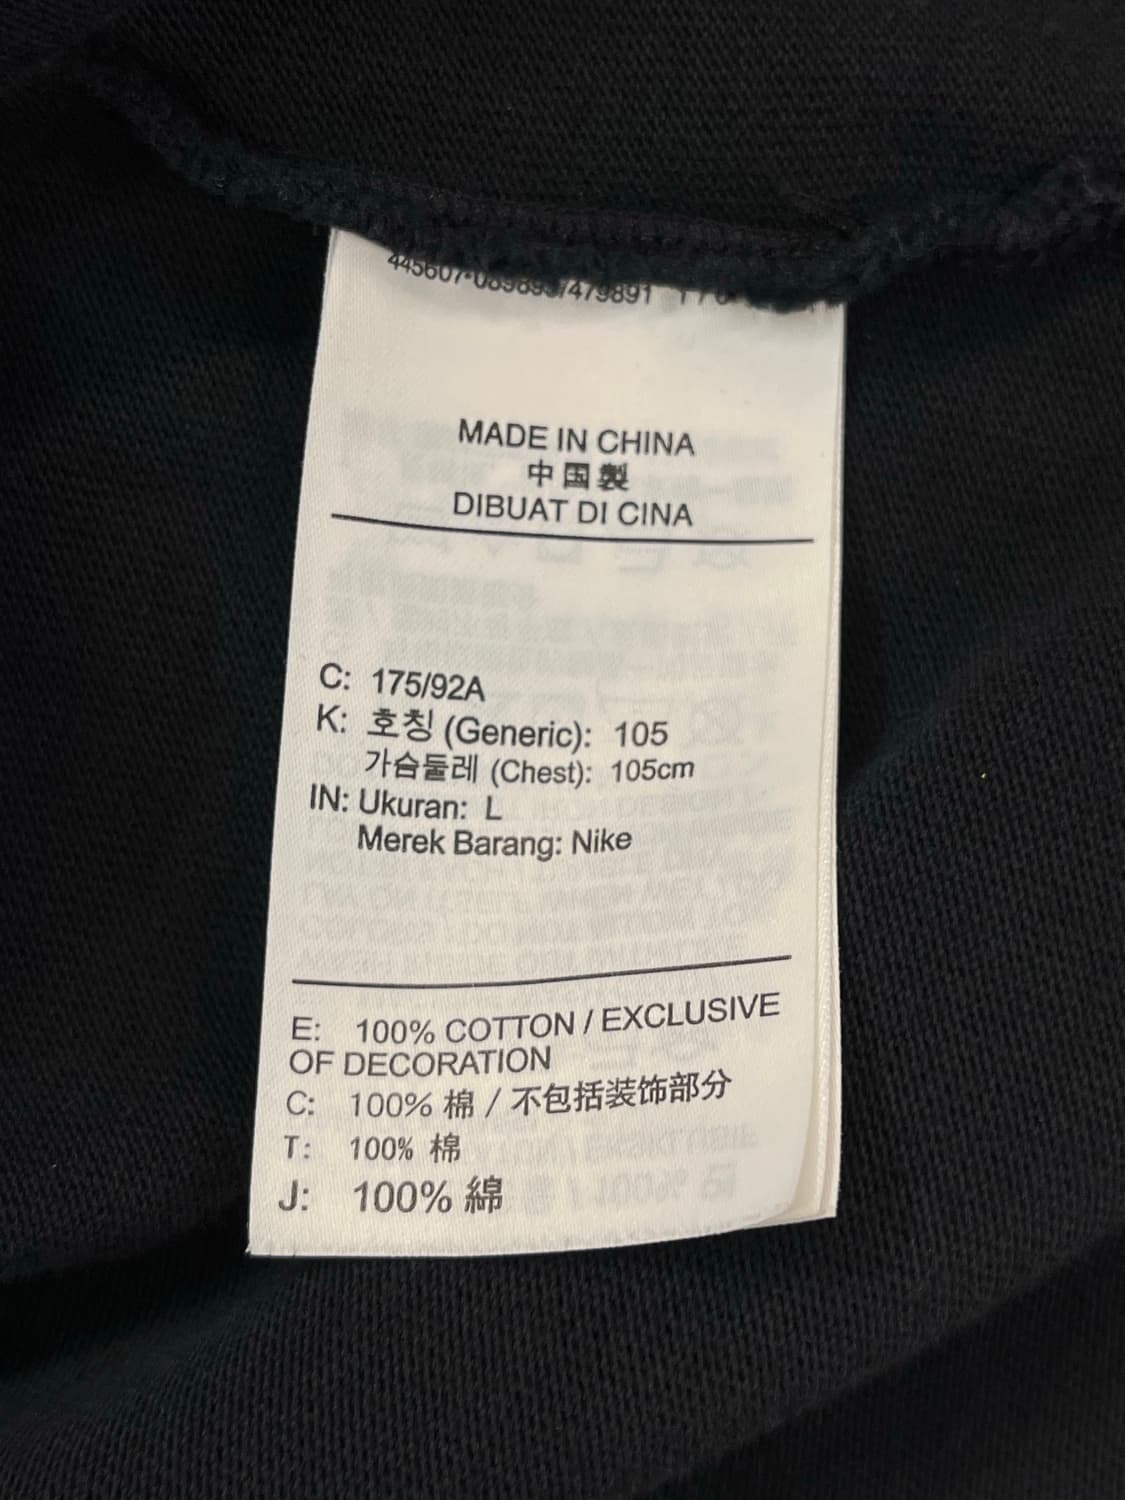 MADE IN CHINA
中国製
DIBUAT DI CINA
C: 175/92A
K: 호칭 (Generic): 105
가슴둘레 (Chest): 105cm
IN: Ukuran: L
Merek Barang: Nike
E: 100% COTTON / EXCLUSIVE
OF DECORATION
C: 100% 棉 / 不包括装饰部分
T: 100% 棉
J: 100% 綿